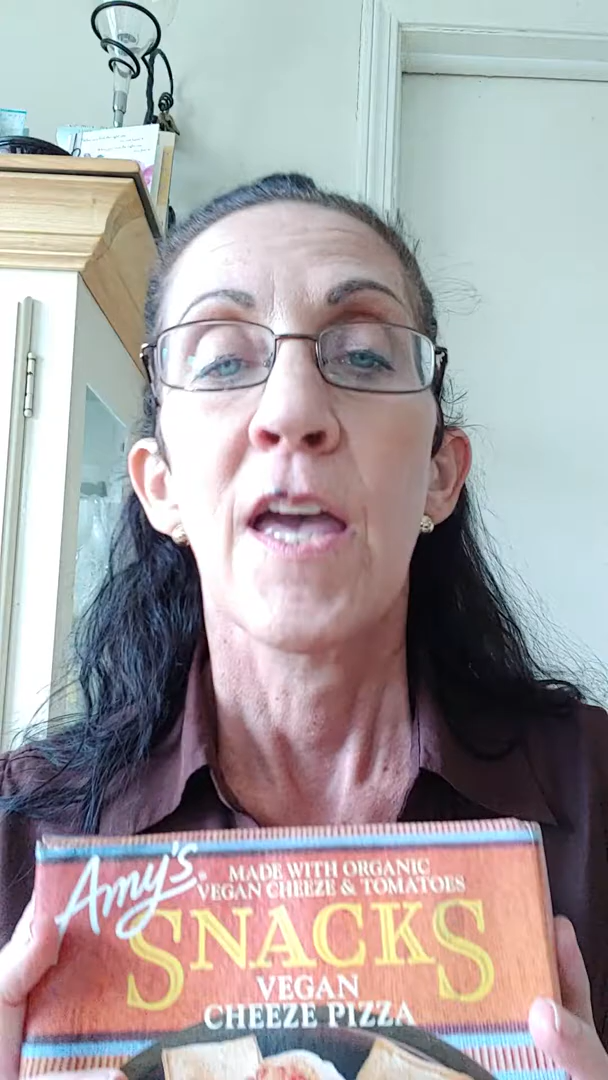 Amy's
MADE WITH ORGANIC
VEGAN CHEEZE & TOMATOES
SNACKS
VEGAN
CHEEZE PIZZA